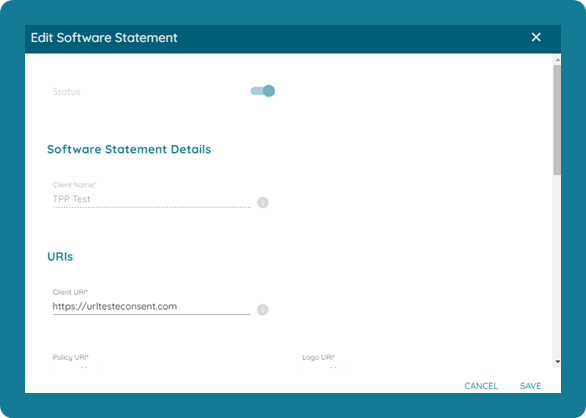 Edit Software Statement
Status
Software Statement Details
Client Name*
TPP Test
URIs
Client URI*
https://urltesteconsent.com
Policy URI* Logo URI*
CANCEL SAVE